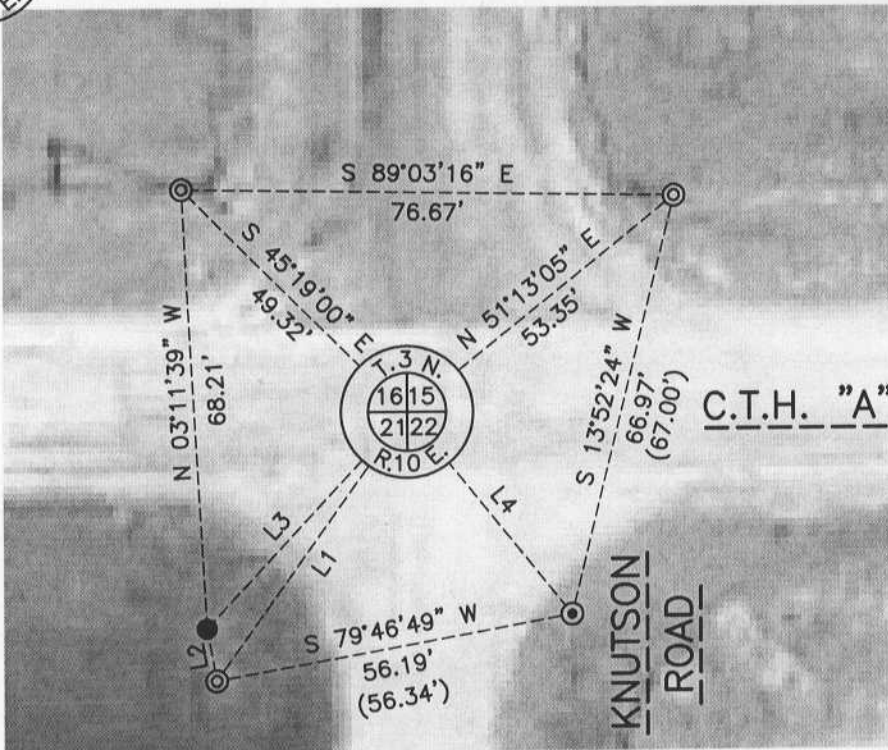 S 89°03'16" E
76.67'
S 45°19'00" E
49.32'
N 51°13'05" E
53.35'
N 03°11'39" W
68.21'
T.3 N.
16 15
21 22
R.10 E.
S 13°52'24" W
66.97'
(67.00')
C.T.H. "A"
L3
L1
L4
L2
S 79°46'49" W
56.19'
(56.34')
KNUTSON
ROAD